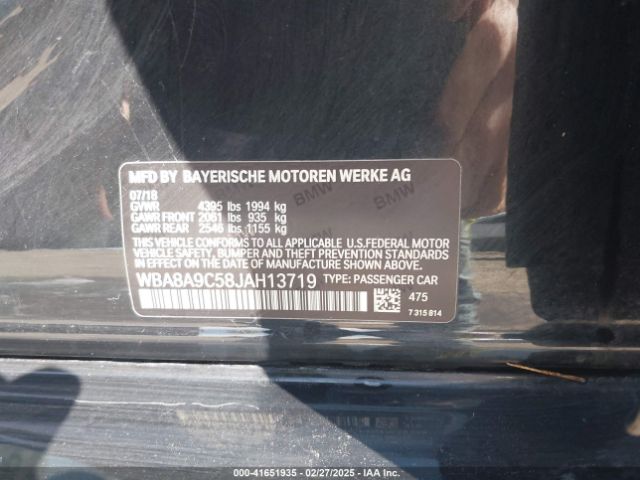 MFD BY BAYERISCHE MOTOREN WERKE AG
07/18
GVWR 4395 lbs 1994 kg
GAWR FRONT 2061 lbs 935 kg
GAWR REAR 2546 lbs 1155 kg
THIS VEHICLE CONFORMS TO ALL APPLICABLE U.S.FEDERAL MOTOR
VEHICLE SAFETY, BUMPER AND THEFT PREVENTION STANDARDS
IN EFFECT ON THE DATE OF MANUFACTURE SHOWN ABOVE.
WBA8A9C58JAH13719 TYPE: PASSENGER CAR
475
7 315 814
BMW
BMW
BMW
000-41651935 - 02/27/2025 - IAA Inc.